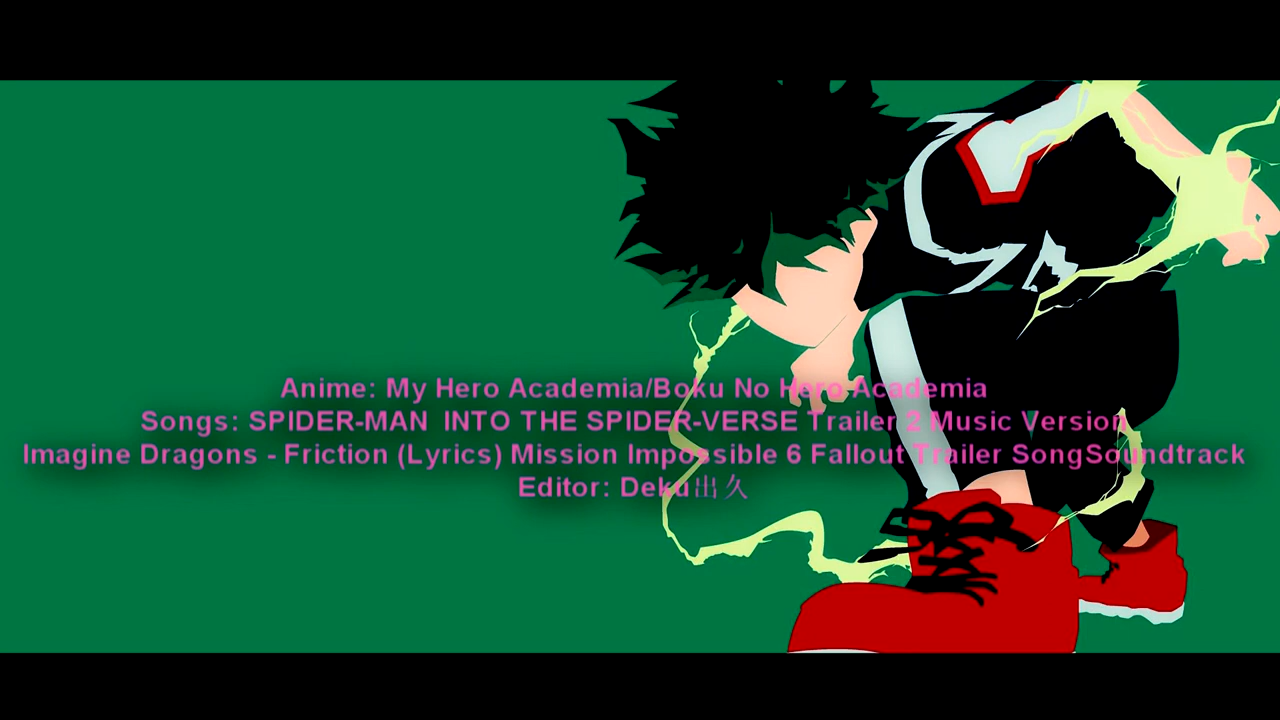 Anime: My Hero Academia/Boku No Hero Academia
Songs: SPIDER-MAN  INTO THE SPIDER-VERSE Trailer 2 Music Version
Imagine Dragons - Friction (Lyrics) Mission Impossible 6 Fallout Trailer SongSoundtrack
Editor: Deku出久